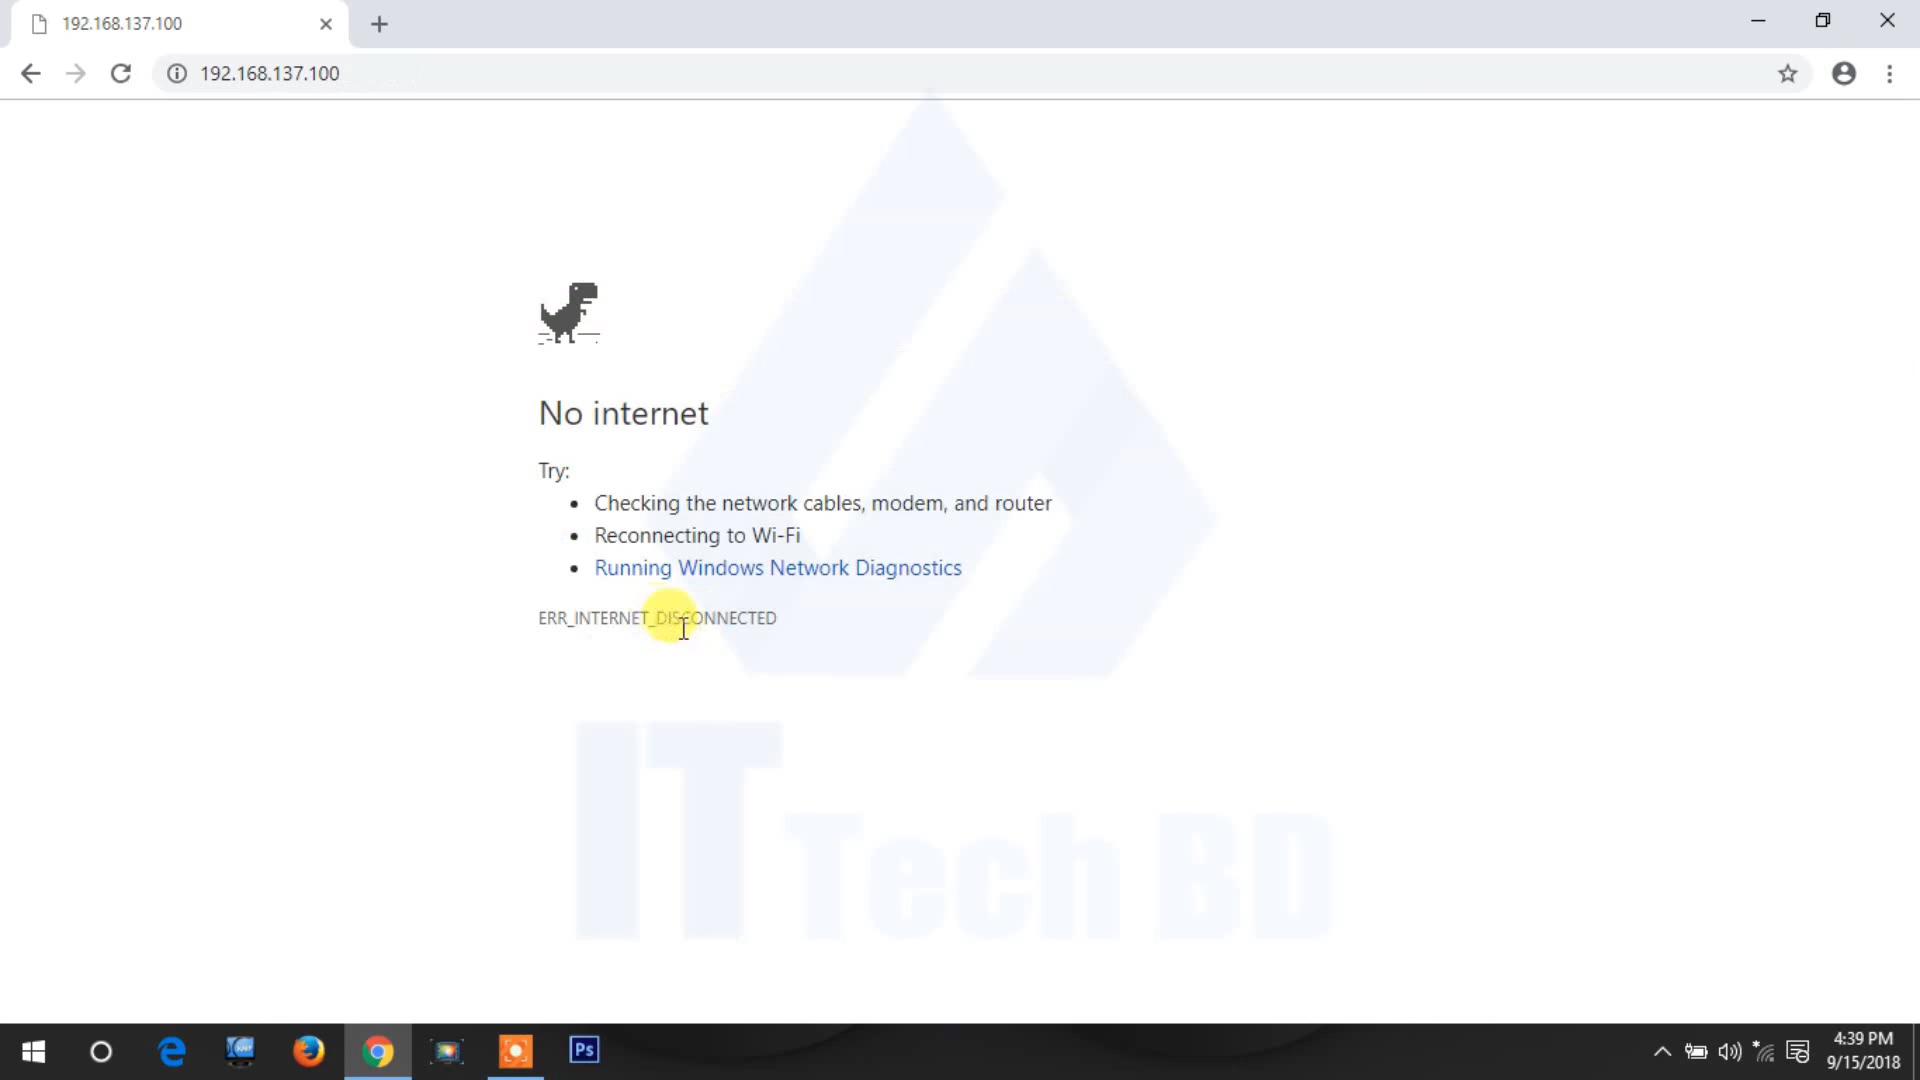 192.168.137.100
192.168.137.100
No internet
Try:
Checking the network cables, modem, and router
Reconnecting to Wi-Fi
Running Windows Network Diagnostics
ERR_INTERNET_DISCONNECTED
IT Tech BD
Ps
4:39 PM
9/15/2018